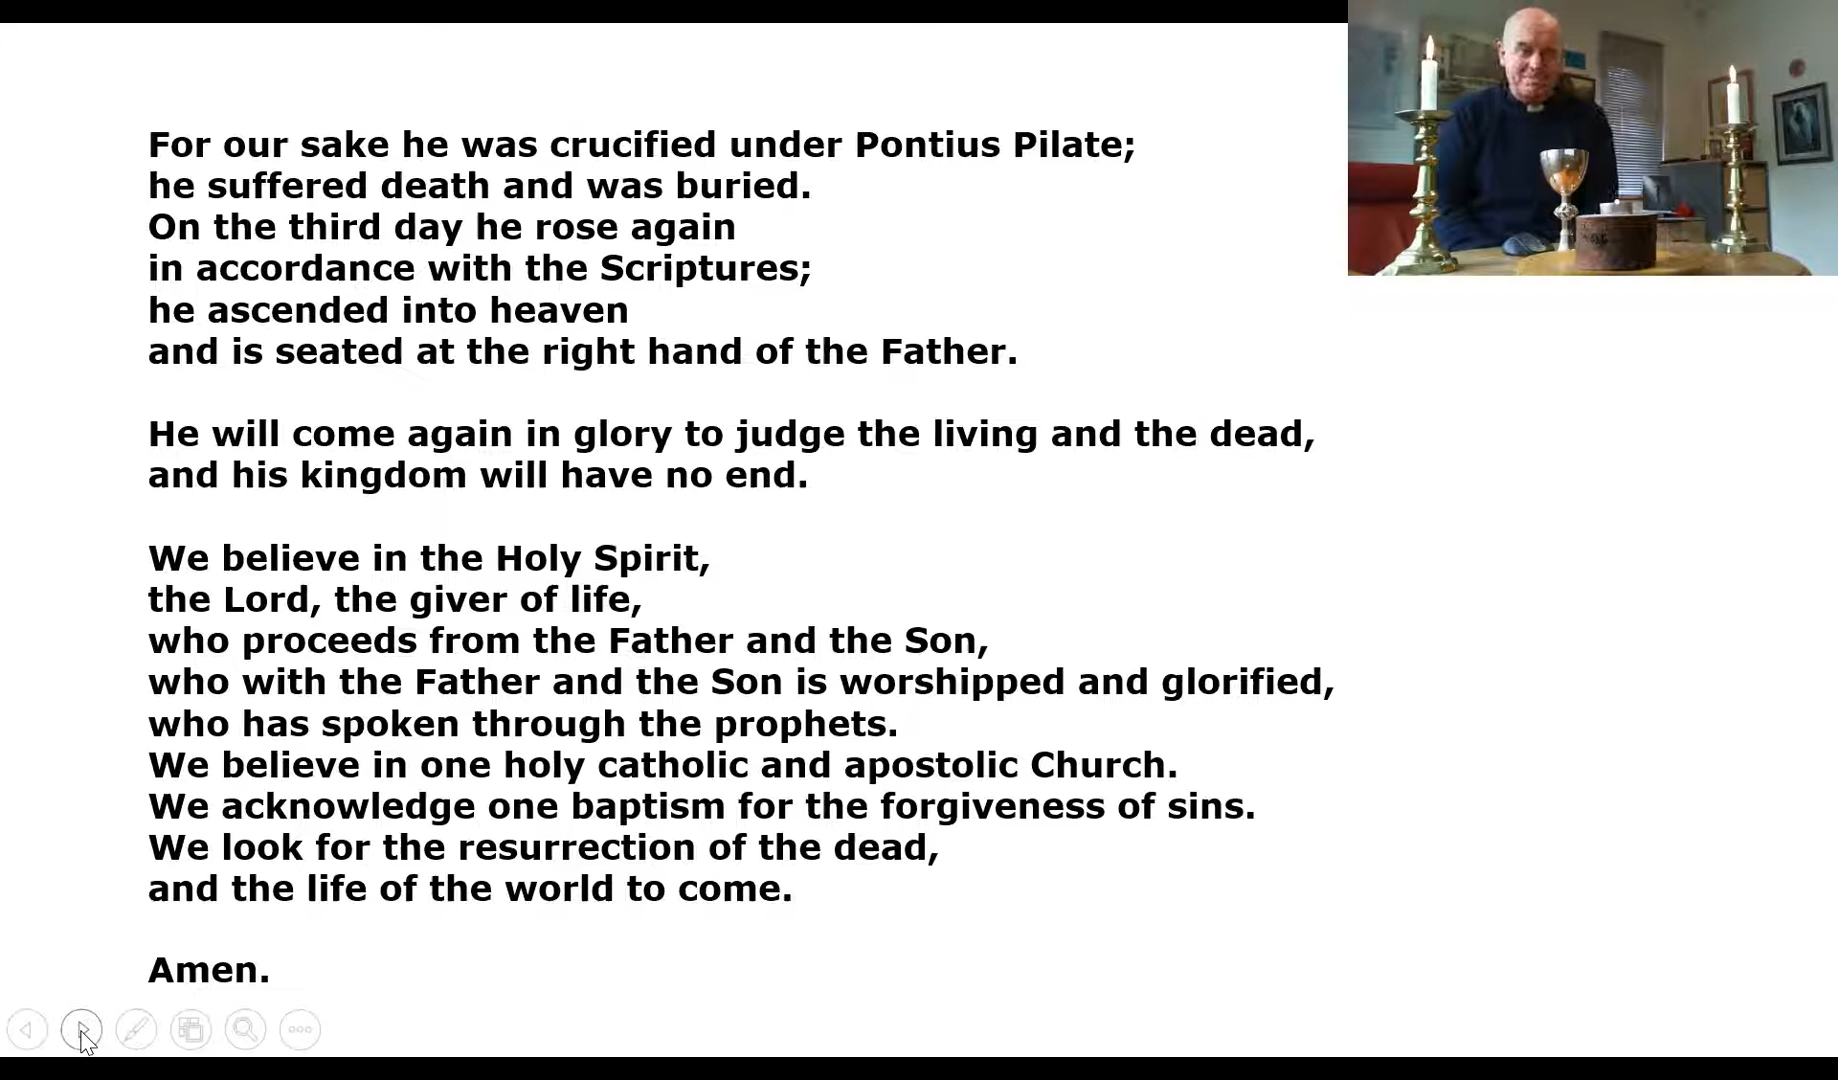 For our sake he was crucified under Pontius Pilate;
he suffered death and was buried.
On the third day he rose again
in accordance with the Scriptures;
he ascended into heaven
and is seated at the right hand of the Father.
He will come again in glory to judge the living and the dead,
and his kingdom will have no end.
We believe in the Holy Spirit,
the Lord, the giver of life,
who proceeds from the Father and the Son,
who with the Father and the Son is worshipped and glorified,
who has spoken through the prophets.
We believe in one holy catholic and apostolic Church.
We acknowledge one baptism for the forgiveness of sins.
We look for the resurrection of the dead,
and the life of the world to come.
Amen.